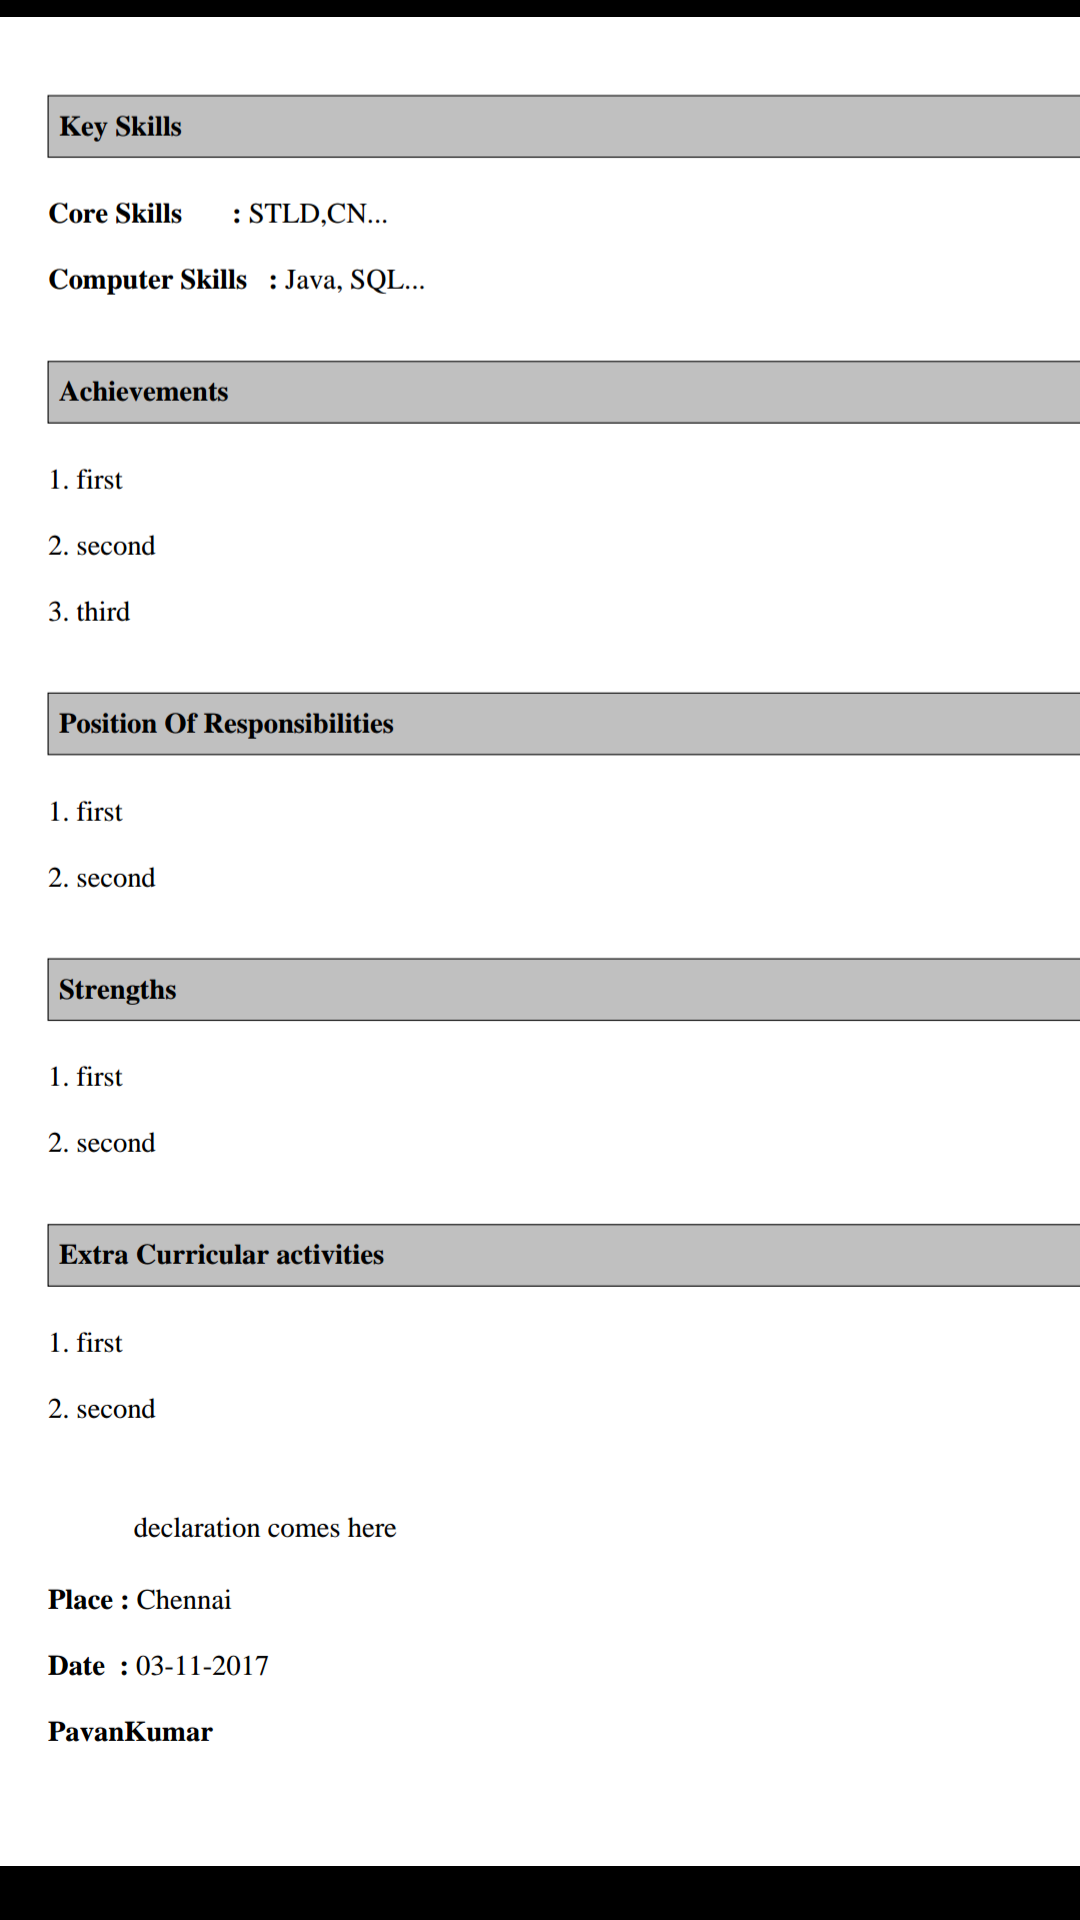 Key Skills
Core Skills : STLD,CN...
Computer Skills : Java, SQL...
Achievements
1. first
2. second
3. third
Position Of Responsibilities
1. first
2. second
Strengths
1. first
2. second
Extra Curricular activities
1. first
2. second
declaration comes here
Place : Chennai
Date : 03-11-2017
PavanKumar